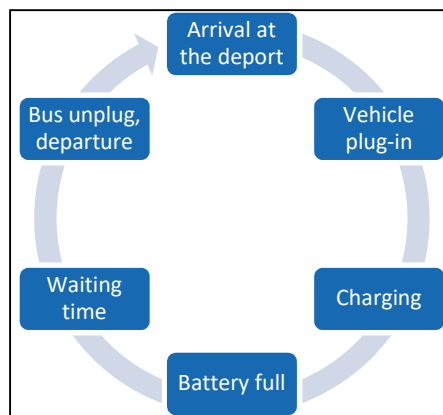 Arrival at
the deport
Vehicle
plug-in
Charging
Battery full
Waiting
time
Bus unplug,
departure